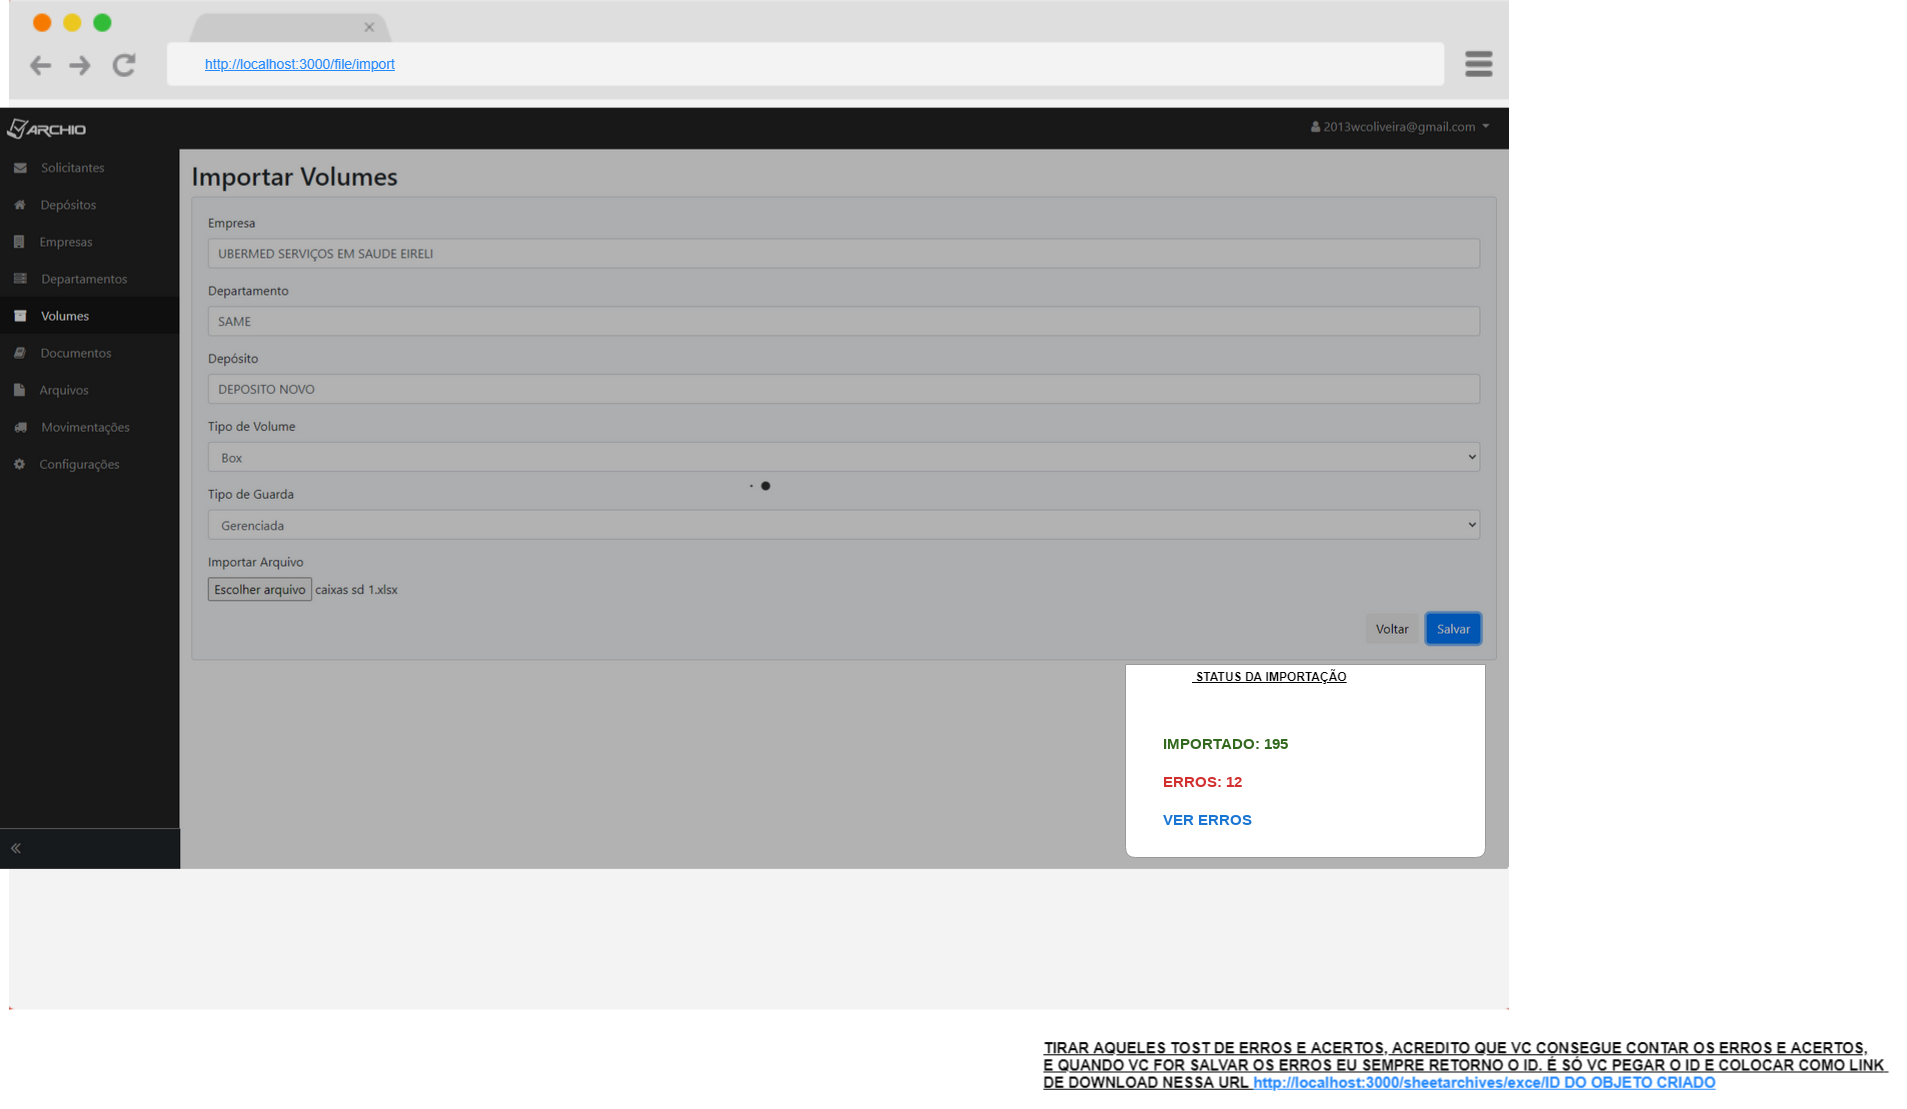 http://localhost:3000/file/import
ARCHIO
2013wcoliveira@gmail.com
Solicitantes
Depósitos
Empresas
Departamentos
Volumes
Documentos
Arquivos
Movimentações
Configurações
Importar Volumes
Empresa
UBERMED SERVIÇOS EM SAUDE EIRELI
Departamento
SAME
Depósito
DEPOSITO NOVO
Tipo de Volume
Box
Tipo de Guarda
Gerenciada
Importar Arquivo
Escolher arquivo caixas sd 1.xlsx
Voltar Salvar
STATUS DA IMPORTAÇÃO
IMPORTADO: 195
ERROS: 12
VER ERROS
TIRAR AQUELES TOST DE ERROS E ACERTOS, ACREDITO QUE VC CONSEGUE CONTAR OS ERROS E ACERTOS,
E QUANDO VC FOR SALVAR OS ERROS EU SEMPRE RETORNO O ID. É SÓ VC PEGAR O ID E COLOCAR COMO LINK
DE DOWNLOAD NESSA URL http://localhost:3000/sheetarchives/exce/ID DO OBJETO CRIADO